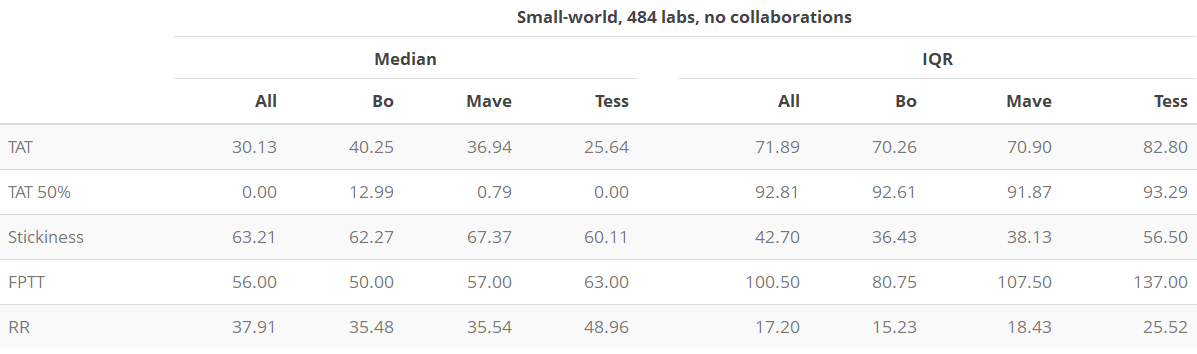 Small-world, 484 labs, no collaborations
Median IQR
All Bo Mave Tess All Bo Mave Tess
TAT 30.13 40.25 36.94 25.64 71.89 70.26 70.90 82.80
TAT 50% 0.00 12.99 0.79 0.00 92.81 92.61 91.87 93.29
Stickiness 63.21 62.27 67.37 60.11 42.70 36.43 38.13 56.50
FPTT 56.00 50.00 57.00 63.00 100.50 80.75 107.50 137.00
RR 37.91 35.48 35.54 48.96 17.20 15.23 18.43 25.52